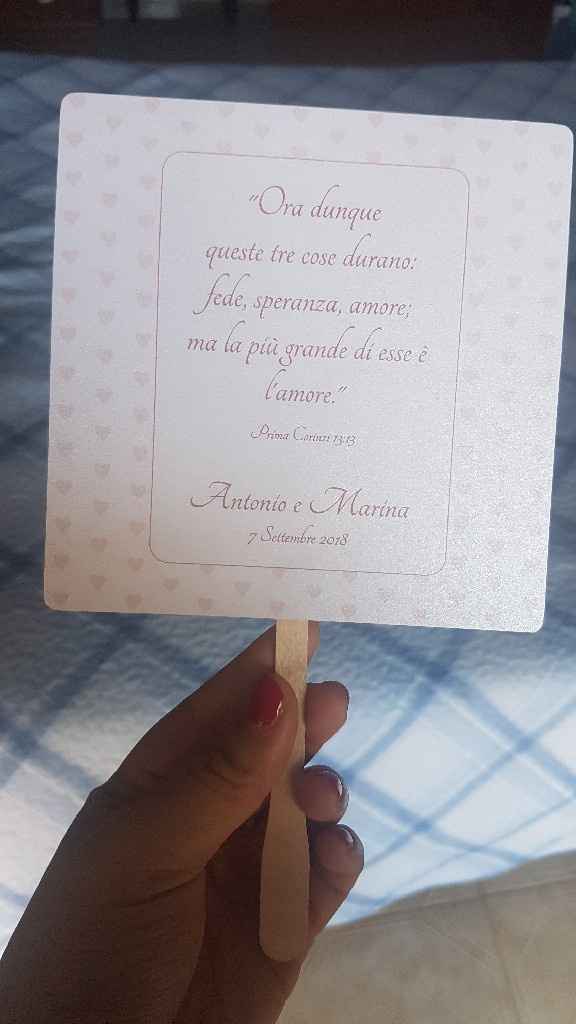 "Ora dunque
queste tre cose durano:
fede, speranza, amore;
ma la più grande di esse è
l'amore."
Prima Corinzi 13:13
Antonio e Marina
7 Settembre 2018